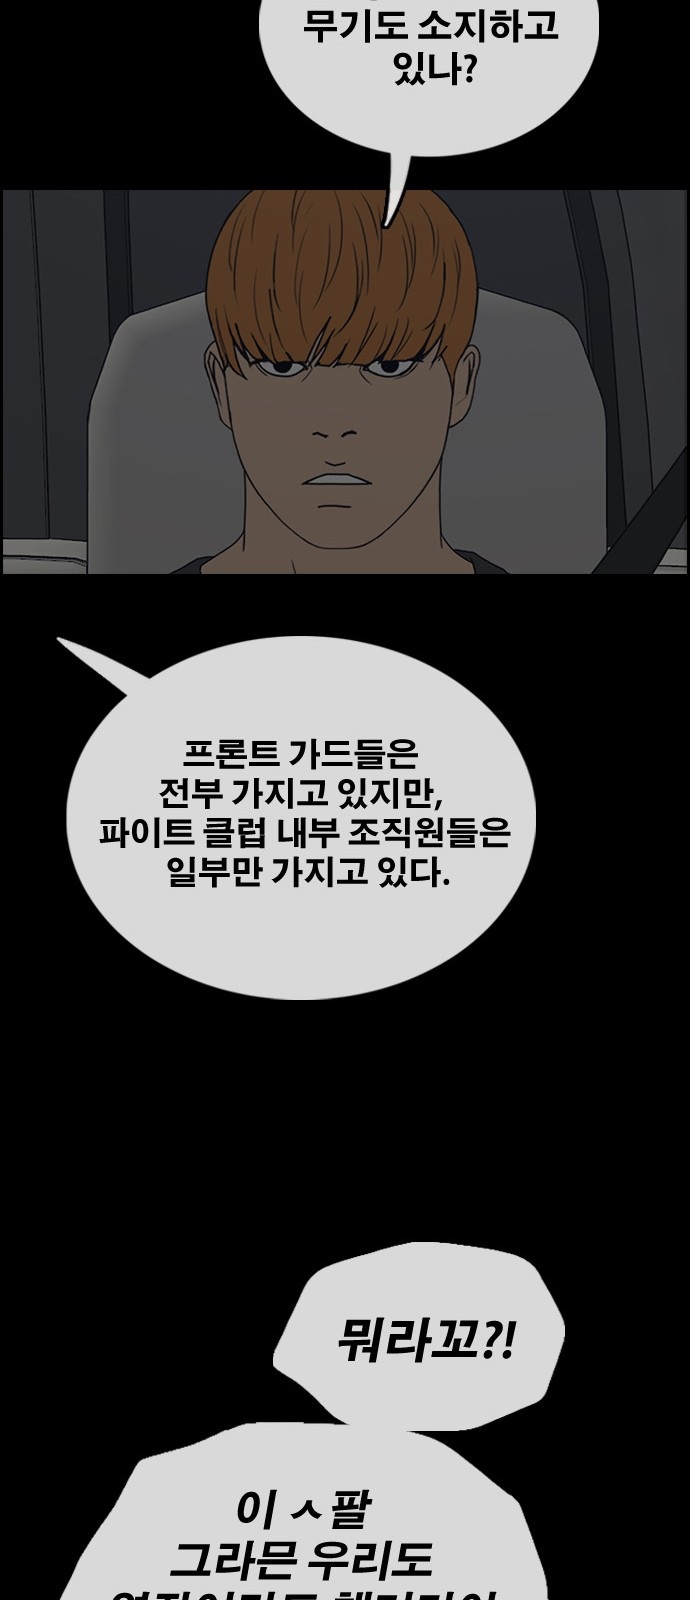 무기도 소지하고
있나?
프론트 가드들은
전부 가지고 있지만,
파이트 클럽 내부 조직원들은
일부만 가지고 있다.
뭐라꼬?!
이 ㅅ팔
그라믄 우리도